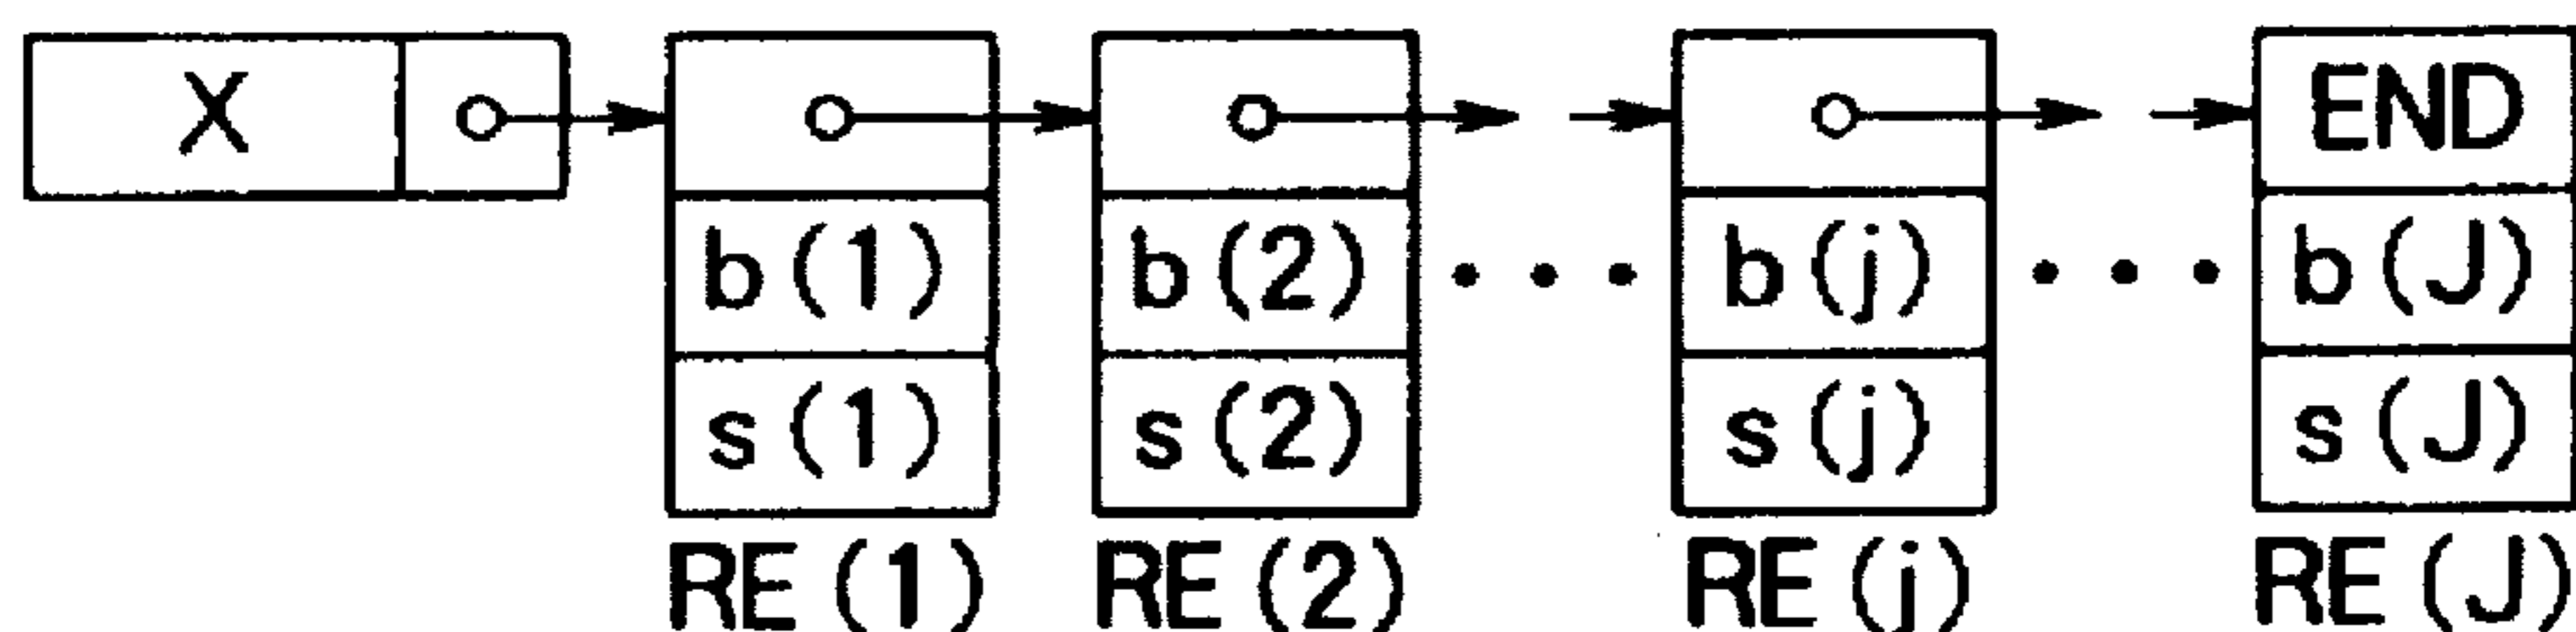 X END
b(1) b(2) • • • b(j) • • • b(J)
s(1) s(2) s(j) s(J)
RE(1) RE(2) RE(j) RE(J)